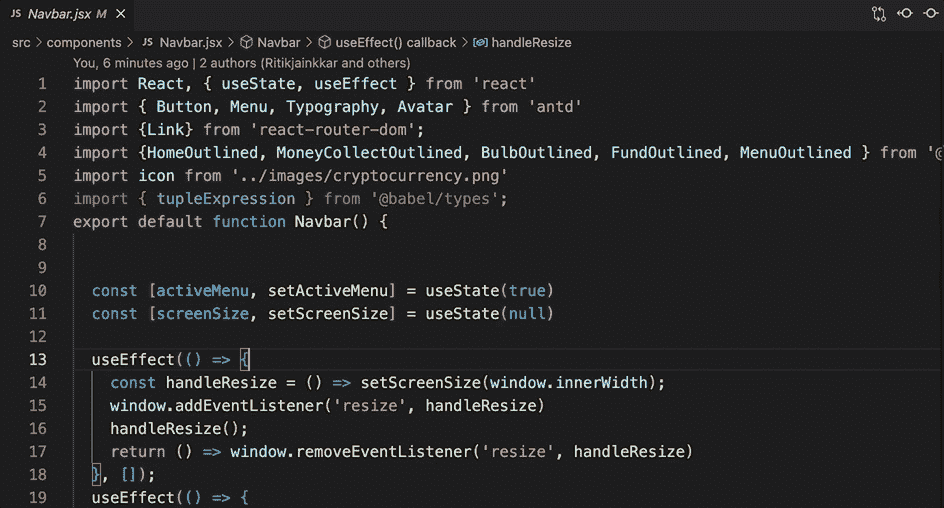 JS Navbar.jsx M ×
src > components > JS Navbar.jsx > Navbar > useEffect() callback > handleResize
You, 6 minutes ago | 2 authors (Ritikjainkkar and others)
1 import React, { useState, useEffect } from 'react'
2 import { Button, Menu, Typography, Avatar } from 'antd'
3 import {Link} from 'react-router-dom';
4 import {HomeOutlined, MoneyCollectOutlined, BulbOutlined, FundOutlined, MenuOutlined } from '@
5 import icon from '../images/cryptocurrency.png'
6 import { tupleExpression } from '@babel/types';
7 export default function Navbar() {
8
9
10 const [activeMenu, setActiveMenu] = useState(true)
11 const [screenSize, setScreenSize] = useState(null)
12
13 useEffect(() => {
14 const handleResize = () => setScreenSize(window.innerWidth);
15 window.addEventListener('resize', handleResize)
16 handleResize();
17 return () => window.removeEventListener('resize', handleResize)
18 }, []);
19 useEffect(() => {